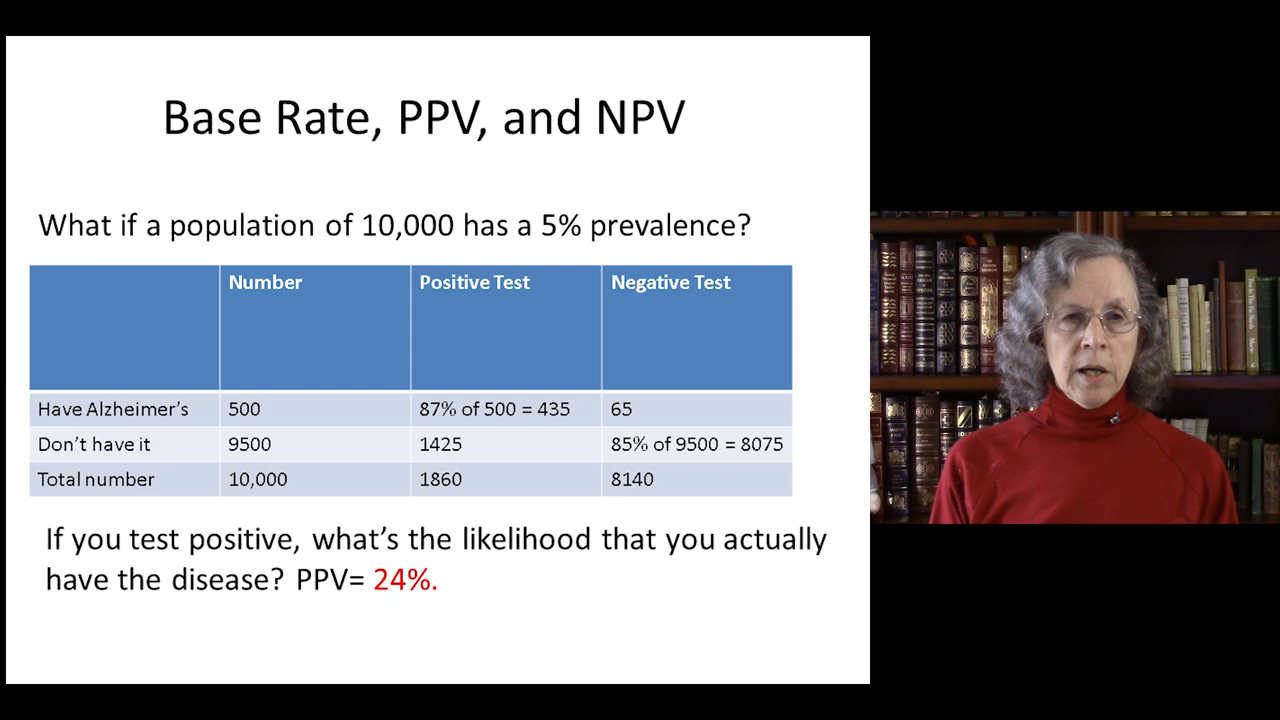 Base Rate, PPV, and NPV
What if a population of 10,000 has a 5% prevalence?
Number Positive Test Negative Test
Have Alzheimer’s 500 87% of 500 = 435 65
Don’t have it 9500 1425 85% of 9500 = 8075
Total number 10,000 1860 8140
If you test positive, what’s the likelihood that you actually
have the disease? PPV= 24%.